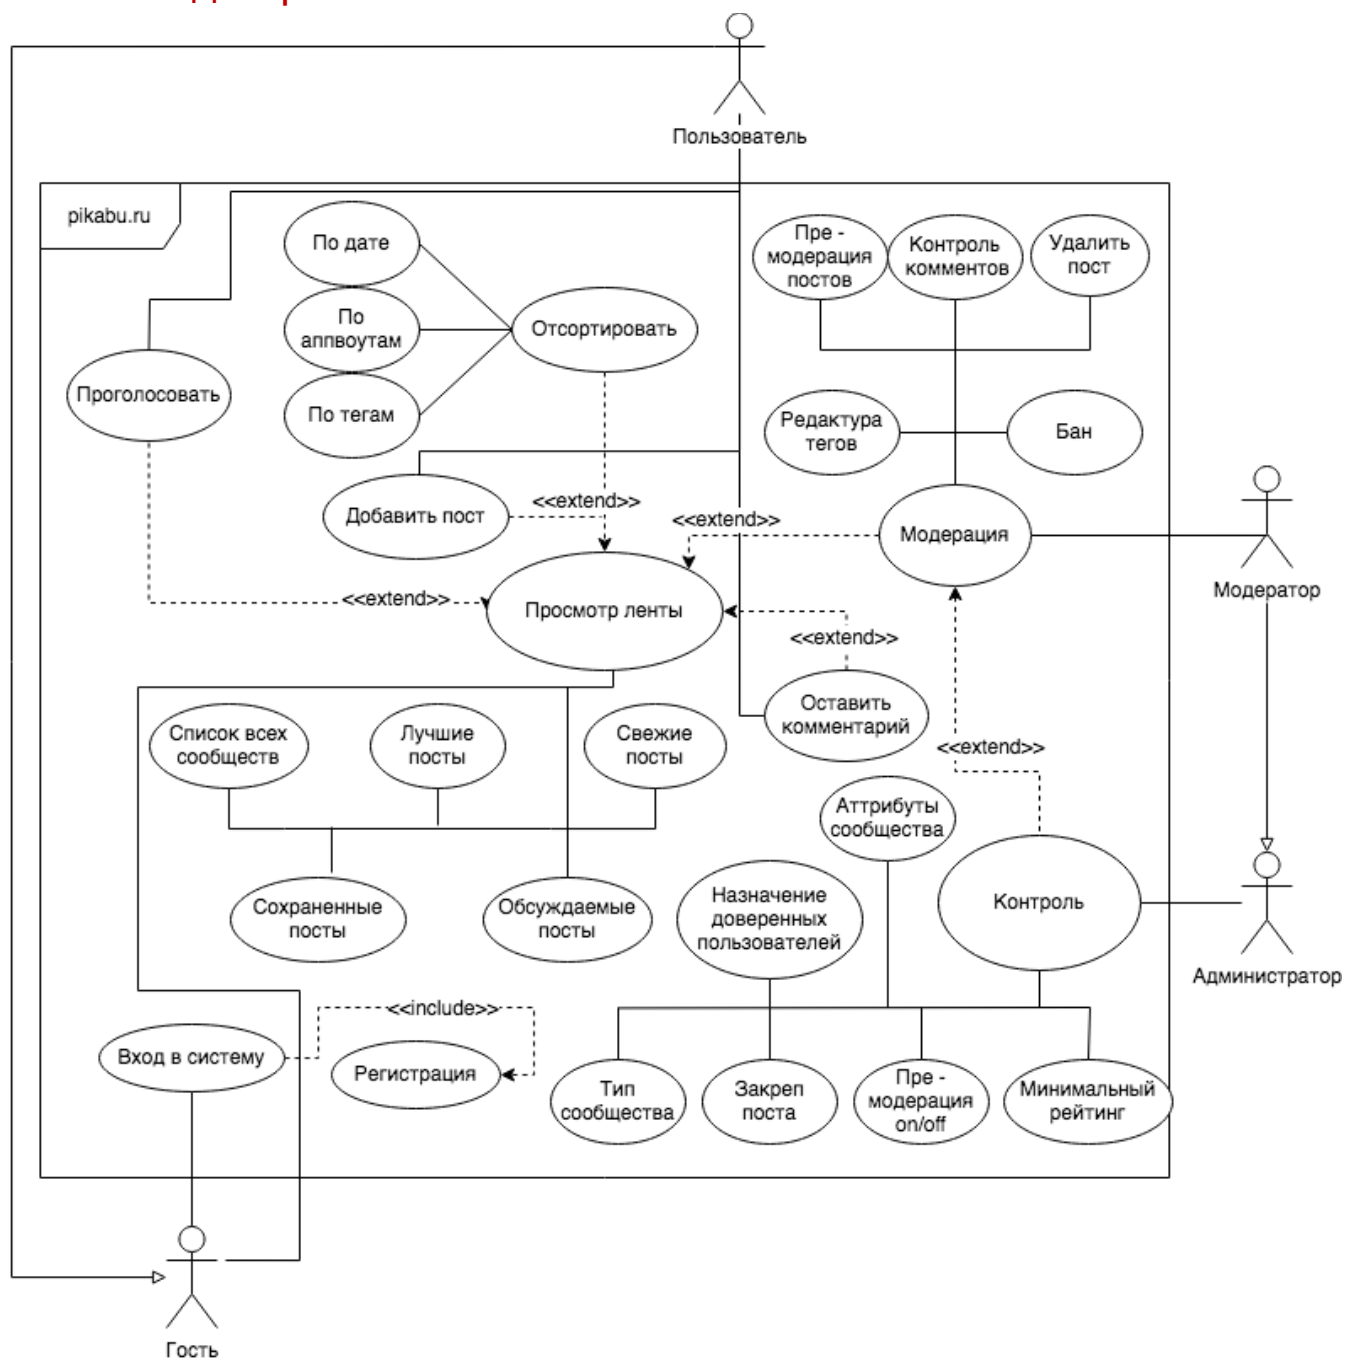 Пользователь
pikabu.ru
По дате
По
аппвоутам
По тегам
Отсортировать
Пре -
модерация
постов
Контроль
комментов
Удалить
пост
Проголосовать
Редактура
тегов
Бан
Добавить пост
<<extend>>
<<extend>>
Модерация
Модератор
<<extend>>
Просмотр ленты
<<extend>>
Оставить
комментарий
Список всех
сообществ
Лучшие
посты
Свежие
посты
<<extend>>
Аттрибуты
сообщества
Сохраненные
посты
Обсуждаемые
посты
Назначение
доверенных
пользователей
Контроль
Администратор
<<include>>
Вход в систему
Регистрация
Тип
сообщества
Закреп
поста
Пре -
модерация
on/off
Минимальный
рейтинг
Гость